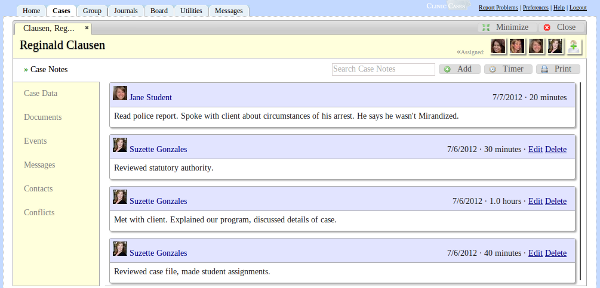 Home Cases Group Journals Board Utilities Messages
Report Problems | Preferences | Help | Logout
Clausen, Reg... Minimize Close
Reginald Clausen
Case Notes
Search Case Notes Add Timer Print
Case Data
Documents
Events
Messages
Contacts
Conflicts
Jane Student 7/7/2012 · 20 minutes
Read police report. Spoke with client about circumstances of his arrest. He says he wasn't Mirandized.
Suzette Gonzales 7/6/2012 · 30 minutes · Edit Delete
Reviewed statutory authority.
Suzette Gonzales 7/6/2012 · 1.0 hours · Edit Delete
Met with client. Explained our program, discussed details of case.
Suzette Gonzales 7/6/2012 · 40 minutes · Edit Delete
Reviewed case file, made student assignments.